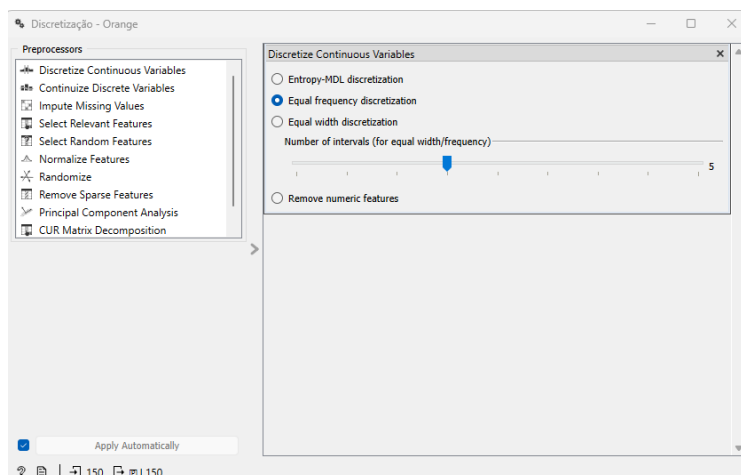 Discretização - Orange
Preprocessors
Discretize Continuous Variables
Continuize Discrete Variables
Impute Missing Values
Select Relevant Features
Select Random Features
Normalize Features
Randomize
Remove Sparse Features
Principal Component Analysis
CUR Matrix Decomposition
Discretize Continuous Variables
Entropy-MDL discretization
Equal frequency discretization
Equal width discretization
Number of intervals (for equal width/frequency)
5
Remove numeric features
Apply Automatically
? 150 150